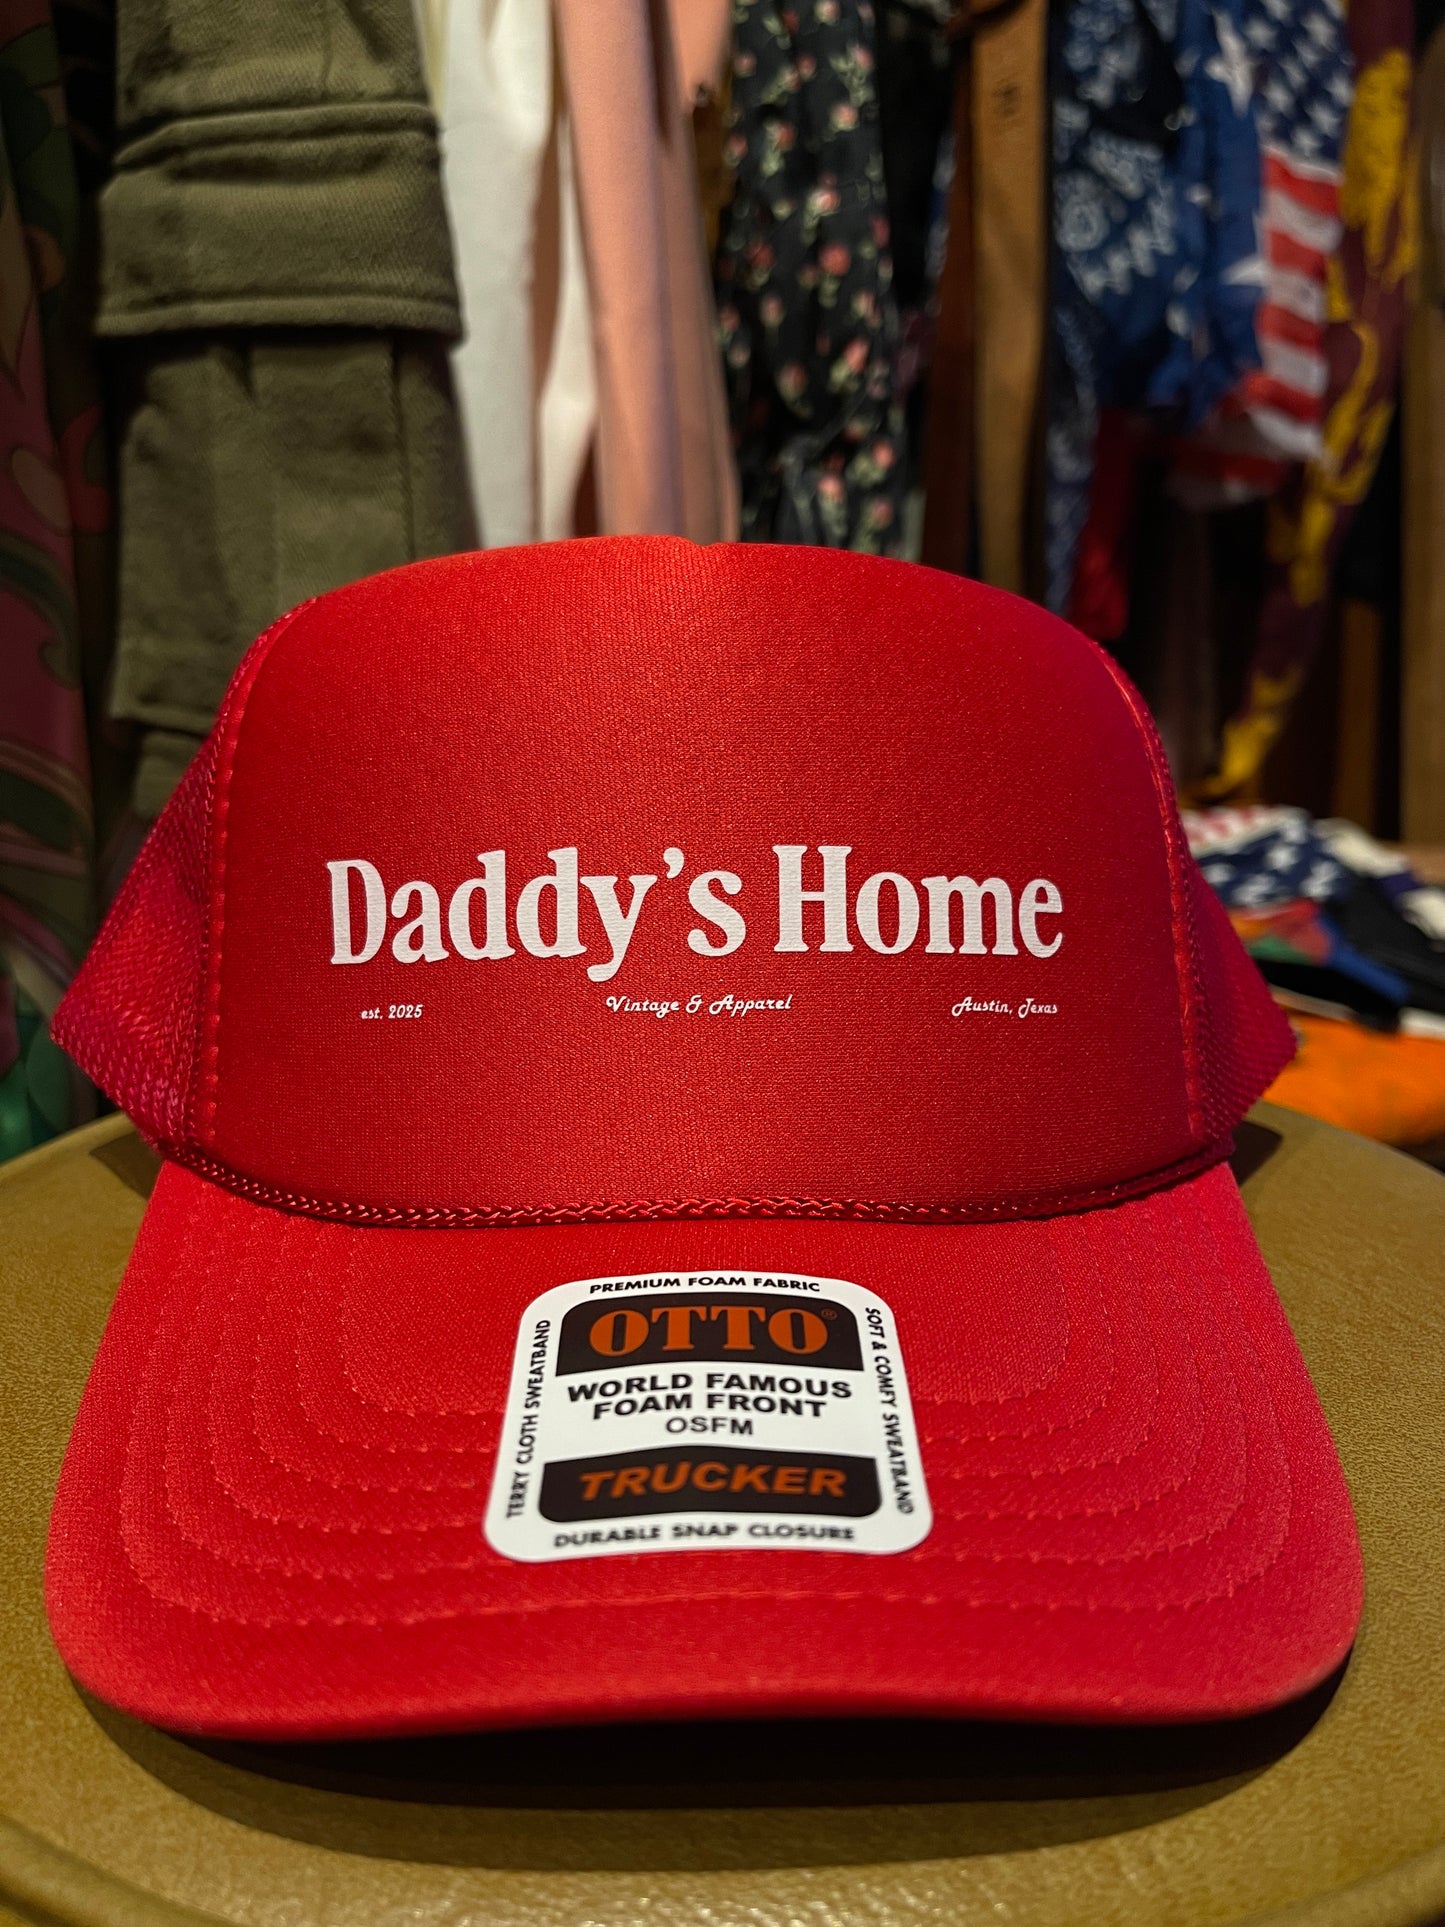 Daddy's Home
est. 2025 Vintage & Apparel Austin, Texas
PREMIUM FOAM FABRIC
OTTO®
WORLD FAMOUS
FOAM FRONT
OSFM
TRUCKER
DURABLE SNAP CLOSURE
TERRY CLOTH SWEATBAND
SOFT & COMFY SWEATBAND